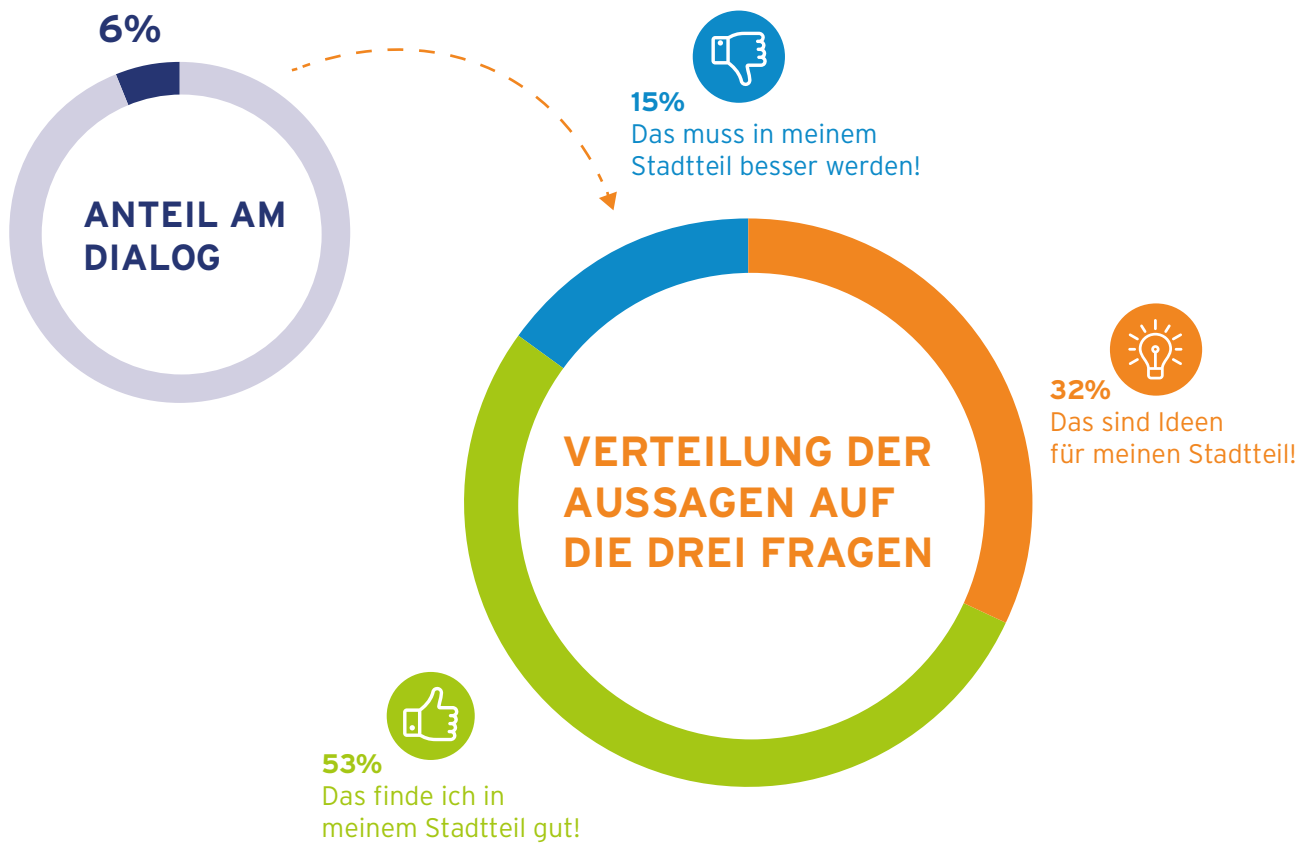 6%
ANTEIL AM
DIALOG
15%
Das muss in meinem
Stadtteil besser werden!
32%
Das sind Ideen
für meinen Stadtteil!
VERTEILUNG DER
AUSSAGEN AUF
DIE DREI FRAGEN
53%
Das finde ich in
meinem Stadtteil gut!